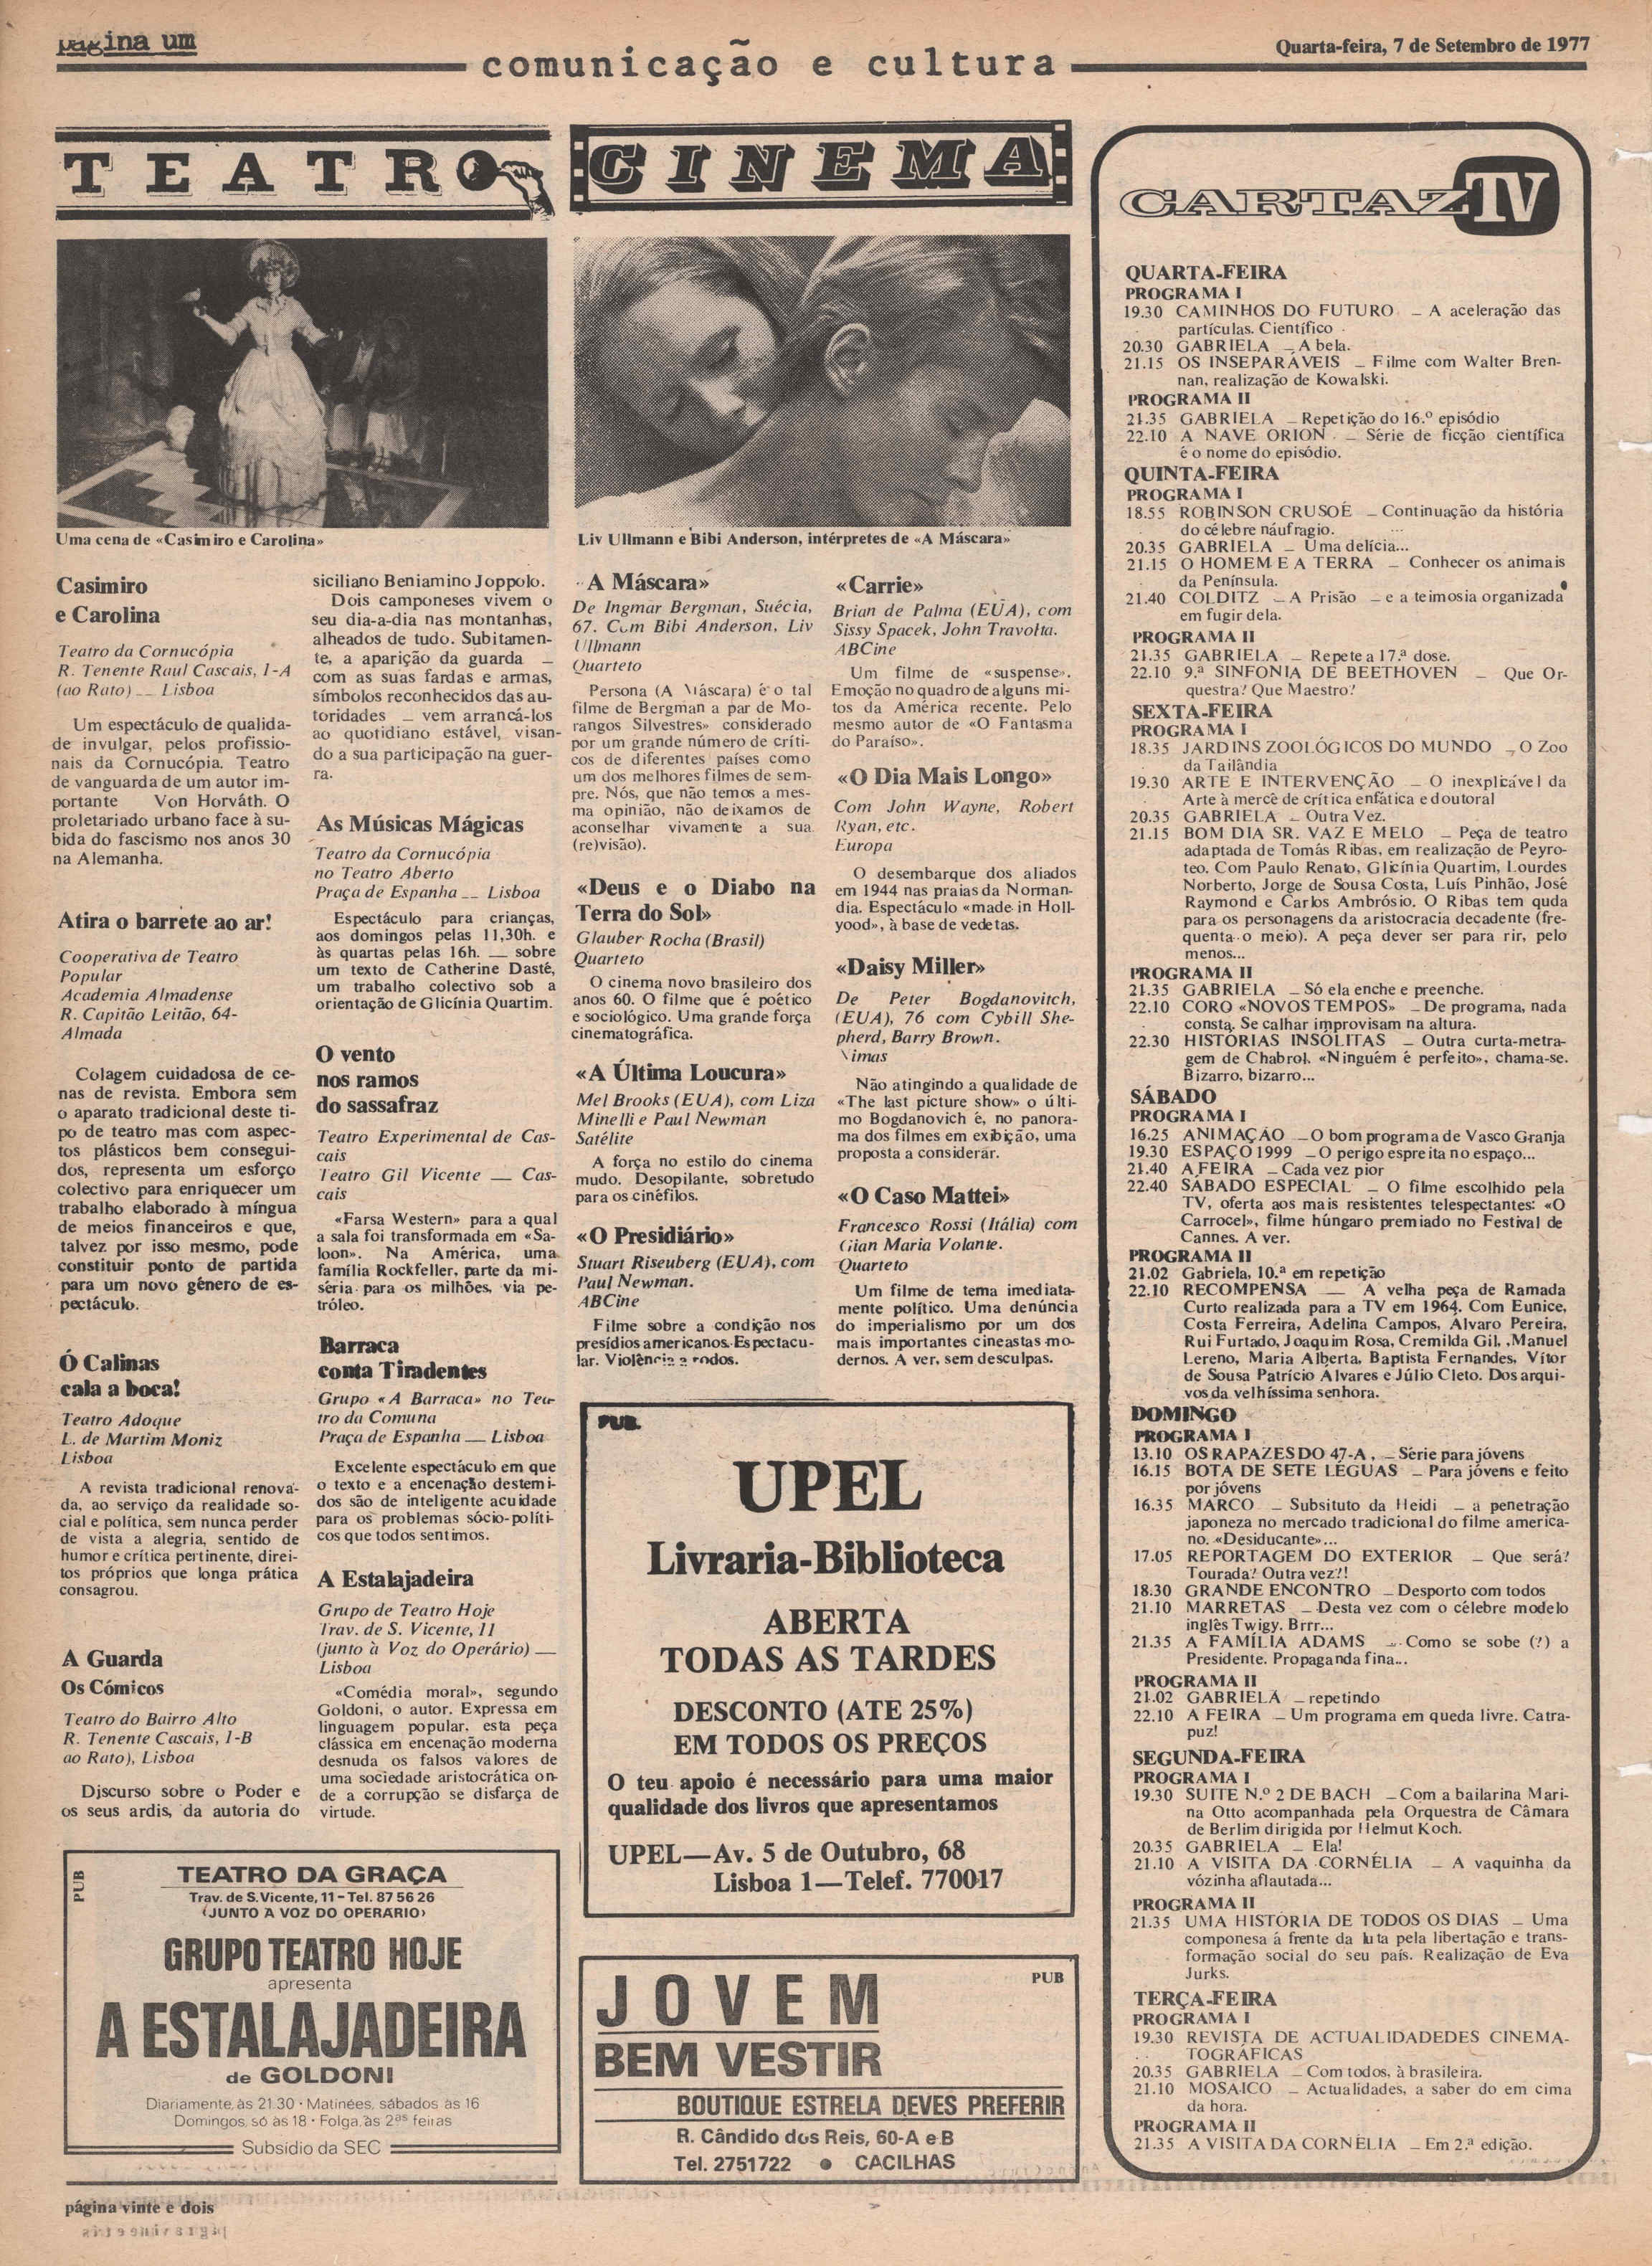 página um
comunicação e cultura
Quarta-feira, 7 de Setembro de 1977
TEATRO
Uma cena de «Casimiro e Carolina»
Casimiro
e Carolina
Teatro da Cornucópia
R. Tenente Raul Cascais, 1-A
(ao Rato) — Lisboa
Um espectáculo de qualida-
de invulgar, pelos profissio-
nais da Cornucópia. Teatro
de vanguarda de um autor im-
portante Von Horváth. O
proletariado urbano face à su-
bida do fascismo nos anos 30
na Alemanha.
Atira o barrete ao ar!
Cooperativa de Teatro
Popular
Academia Almadense
R. Capitão Leitão, 64-
Almada
Colagem cuidadosa de ce-
nas de revista. Embora sem
o aparato tradicional deste ti-
po de teatro mas com aspec-
tos plásticos bem consegui-
dos, representa um esforço
colectivo para enriquecer um
trabalho elaborado à míngua
de meios financeiros e que,
talvez por isso mesmo, pode
constituir ponto de partida
para um novo género de es-
pectáculo.
Ó Calinas
cala a boca!
Teatro Adoque
L. de Martim Moniz
Lisboa
A revista tradicional renova-
da, ao serviço da realidade so-
cial e política, sem nunca perder
de vista a alegria, sentido de
humor e crítica pertinente, direi-
tos próprios que longa prática
consagrou.
A Guarda
Os Cómicos
Teatro do Bairro Alto
R. Tenente Cascais, 1-B
ao Rato), Lisboa
Discurso sobre o Poder e
os seus ardis, da autoria do
siciliano Beniamino Joppolo.
Dois camponeses vivem o
seu dia-a-dia nas montanhas,
alheados de tudo. Subitamen-
te, a aparição da guarda —
com as suas fardas e armas,
símbolos reconhecidos das au-
toridades — vem arrancá-los
ao quotidiano estável, visan-
do a sua participação na guer-
ra.
As Músicas Mágicas
Teatro da Cornucópia
no Teatro Aberto
Praça de Espanha — Lisboa
Espectáculo para crianças,
aos domingos pelas 11,30h. e
às quartas pelas 16h. — sobre
um texto de Catherine Dasté,
um trabalho colectivo sob a
orientação de Glicínia Quartim.
O vento
nos ramos
do sassafraz
Teatro Experimental de Cas-
cais
Teatro Gil Vicente — Cas-
cais
«Farsa Western» para a qual
a sala foi transformada em «Sa-
loon». Na América, uma
família Rockfeller, parte da mi-
séria para os milhões, via pe-
tróleo.
Barraca
conta Tiradentes
Grupo «A Barraca» no Tea-
tro da Comuna
Praça de Espanha — Lisboa
Excelente espectáculo em que
o texto e a encenação destemi-
dos são de inteligente acuidade
para os problemas sócio-políti-
cos que todos sentimos.
A Estalajadeira
Grupo de Teatro Hoje
Trav. de S. Vicente, 11
(junto à Voz do Operário) —
Lisboa
«Comédia moral», segundo
Goldoni, o autor. Expressa em
linguagem popular, esta peça
clássica em encenação moderna
desnuda os falsos valores de
uma sociedade aristocrática on-
de a corrupção se disfarça de
virtude.
PUB
TEATRO DA GRAÇA
Trav. de S. Vicente, 11 - Tel. 87 56 26
(JUNTO À VOZ DO OPERARIO)
GRUPO TEATRO HOJE
apresenta
A ESTALAJADEIRA
de GOLDONI
Diariamente, às 21.30 • Matinées, sábados às 16
Domingos, só às 18 • Folga, às 2as feiras
Subsídio da SEC
página vinte e dois
CINEMA
Liv Ullmann e Bibi Anderson, intérpretes de «A Máscara»
A Máscara»
De Ingmar Bergman, Suécia,
67. Com Bibi Anderson, Liv
Ullmann
Quarteto
Persona (A Máscara) é o tal
filme de Bergman a par de Mo-
rangos Silvestres» considerado
por um grande número de críti-
cos de diferentes países como
um dos melhores filmes de sem-
pre. Nós, que não temos a mes-
ma opinião, não deixamos de
aconselhar vivamente a sua
(re)visão).
«Deus e o Diabo na
Terra do Sol»
Glauber Rocha (Brasil)
Quarteto
O cinema novo brasileiro dos
anos 60. O filme que é poético
e sociológico. Uma grande força
cinematográfica.
«A Última Loucura»
Mel Brooks (EUA), com Liza
Minelli e Paul Newman
Satélite
A força no estilo do cinema
mudo. Desopilante, sobretudo
para os cinéfilos.
«O Presidiário»
Stuart Riseuberg (EUA), com
Paul Newman.
ABCine
Filme sobre a condição nos
presídios americanos. Espectacu-
lar. Violência a rodos.
«Carrie»
Brian de Palma (EUA), com
Sissy Spacek, John Travolta.
ABCine
Um filme de «suspense».
Emoção no quadro de alguns mi-
tos da América recente. Pelo
mesmo autor de «O Fantasma
do Paraíso».
«O Dia Mais Longo»
Com John Wayne, Robert
Ryan, etc.
Europa
O desembarque dos aliados
em 1944 nas praias da Norman-
dia. Espectáculo «made in Holl-
yood», à base de vedetas.
«Daisy Miller»
De Peter Bogdanovitch,
(EUA), 76 com Cybill She-
pherd, Barry Brown.
Nimas
Não atingindo a qualidade de
«The last picture show» o últi-
mo Bogdanovich é, no panora-
ma dos filmes em exibição, uma
proposta a considerar.
«O Caso Mattei»
Francesco Rossi (Itália) com
Gian Maria Volante.
Quarteto
Um filme de tema imediata-
mente político. Uma denúncia
do imperialismo por um dos
mais importantes cineastas mo-
dernos. A ver, sem desculpas.
PUB.
UPEL
Livraria-Biblioteca
ABERTA
TODAS AS TARDES
DESCONTO (ATE 25%)
EM TODOS OS PREÇOS
O teu apoio é necessário para uma maior
qualidade dos livros que apresentamos
UPEL—Av. 5 de Outubro, 68
Lisboa 1—Telef. 770017
PUB
JOVEM
BEM VESTIR
BOUTIQUE ESTRELA DEVES PREFERIR
R. Cândido dos Reis, 60-A e B
Tel. 2751722 • CACILHAS
CARTAZ TV
QUARTA-FEIRA
PROGRAMA I
19.30 CAMINHOS DO FUTURO — A aceleração das
partículas. Científico
20.30 GABRIELA — A bela.
21.15 OS INSEPARÁVEIS — Filme com Walter Bren-
nan, realização de Kowalski.
PROGRAMA II
21.35 GABRIELA — Repetição do 16.º episódio
22.10 A NAVE ORION — Série de ficção científica
é o nome do episódio.
QUINTA-FEIRA
PROGRAMA I
18.55 ROBINSON CRUSOÉ — Continuação da história
do célebre náufragio.
20.35 GABRIELA — Uma delícia...
21.15 O HOMEM E A TERRA — Conhecer os animais
da Península.
21.40 COLDITZ — A Prisão — e a teimosia organizada
em fugir dela.
PROGRAMA II
21.35 GABRIELA — Repete a 17.ª dose.
22.10 9.ª SINFONIA DE BEETHOVEN — Que Or-
questra? Que Maestro?
SEXTA-FEIRA
PROGRAMA I
18.35 JARDINS ZOOLÓGICOS DO MUNDO — O Zoo
da Tailândia
19.30 ARTE E INTERVENÇÃO — O inexplicável da
Arte à mercê de crítica enfática e doutoral
20.35 GABRIELA — Outra Vez.
21.15 BOM DIA SR. VAZ E MELO — Peça de teatro
adaptada de Tomás Ribas, em realização de Peyro-
teo. Com Paulo Renato, Glicínia Quartim, Lourdes
Norberto, Jorge de Sousa Costa, Luís Pinhão, José
Raymond e Carlos Ambrósio. O Ribas tem quda
para os personagens da aristocracia decadente (fre-
quenta o meio). A peça dever ser para rir, pelo
menos...
PROGRAMA II
21.35 GABRIELA — Só ela enche e preenche.
22.10 CORO «NOVOS TEMPOS» — De programa, nada
consta. Se calhar improvisam na altura.
22.30 HISTÓRIAS INSÓLITAS — Outra curta-metra-
gem de Chabrol. «Ninguém é perfeito», chama-se.
Bizarro, bizarro...
SÁBADO
PROGRAMA I
16.25 ANIMAÇÃO — O bom programa de Vasco Granja
19.30 ESPAÇO 1999 — O perigo espreita no espaço...
21.40 A FEIRA — Cada vez pior
22.40 SÁBADO ESPECIAL — O filme escolhido pela
TV, oferta aos mais resistentes telespectantes: «O
Carrocel», filme húngaro premiado no Festival de
Cannes. A ver.
PROGRAMA II
21.02 Gabriela, 10.ª em repetição
22.10 RECOMPENSA — A velha peça de Ramada
Curto realizada para a TV em 1964. Com Eunice,
Costa Ferreira, Adelina Campos, Alvaro Pereira,
Rui Furtado, Joaquim Rosa, Cremilda Gil, Manuel
Lereno, Maria Alberta, Baptista Fernandes, Vítor
de Sousa Patrício Alvares e Júlio Cleto. Dos arqui-
vos da velhíssima senhora.
DOMINGO
PROGRAMA I
13.10 OS RAPAZES DO 47-A, — Série para jóvens
16.15 BOTA DE SETE LÉGUAS — Para jóvens e feito
por jóvens
16.35 MARCO — Subsituto da Heidi — a penetração
japoneza no mercado tradicional do filme america-
no. «Desiducante»...
17.05 REPORTAGEM DO EXTERIOR — Que será?
Tourada? Outra vez?!
18.30 GRANDE ENCONTRO — Desporto com todos
21.10 MARRETAS — Desta vez com o célebre modelo
inglês Twigy. Brrr...
21.35 A FAMÍLIA ADAMS — Como se sobe (?) a
Presidente. Propaganda fina...
PROGRAMA II
21.02 GABRIELA — repetindo
22.10 A FEIRA — Um programa em queda livre. Catra-
puz!
SEGUNDA-FEIRA
PROGRAMA I
19.30 SUITE N.º 2 DE BACH — Com a bailarina Mari-
na Otto acompanhada pela Orquestra de Câmara
de Berlim dirigida por Helmut Koch.
20.35 GABRIELA — Ela!
21.10 A VISITA DA CORNÉLIA — A vaquinha da
vózinha aflautada...
PROGRAMA II
21.35 UMA HISTÓRIA DE TODOS OS DIAS — Uma
componesa á frente da luta pela libertação e trans-
formação social do seu país. Realização de Eva
Jurks.
TERÇA-FEIRA
PROGRAMA I
19.30 REVISTA DE ACTUALIDADEDES CINEMA-
TOGRÁFICAS
20.35 GABRIELA — Com todos, à brasileira.
21.10 MOSAICO — Actualidades, a saber do em cima
da hora.
PROGRAMA II
21.35 A VISITA DA CORNÉLIA — Em 2.ª edição.